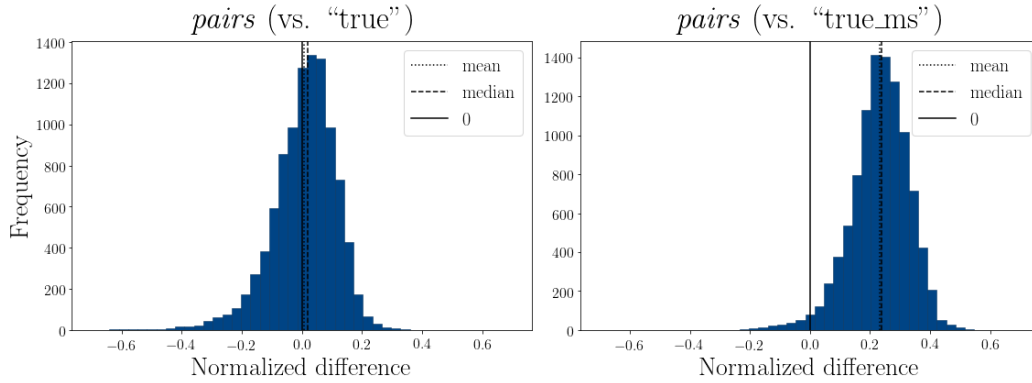 pairs (vs. “true”)
1400
1200
1000
800
600
400
200
0
Frequency
mean
median
0
−0.6 −0.4 −0.2 0.0 0.2 0.4 0.6
Normalized difference
pairs (vs. “true_ms”)
1400
1200
1000
800
600
400
200
0
mean
median
0
−0.6 −0.4 −0.2 0.0 0.2 0.4 0.6
Normalized difference